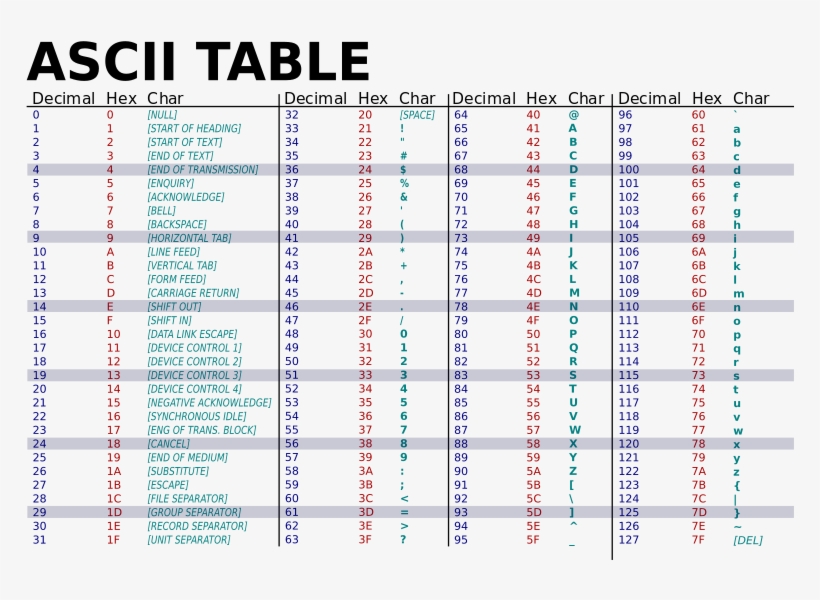 ASCII TABLE
Decimal Hex Char Decimal Hex Char Decimal Hex Char Decimal Hex Char
0 0 [NULL] 32 20 [SPACE] 64 40 @ 96 60 `
1 1 [START OF HEADING] 33 21 ! 65 41 A 97 61 a
2 2 [START OF TEXT] 34 22 " 66 42 B 98 62 b
3 3 [END OF TEXT] 35 23 # 67 43 C 99 63 c
4 4 [END OF TRANSMISSION] 36 24 $ 68 44 D 100 64 d
5 5 [ENQUIRY] 37 25 % 69 45 E 101 65 e
6 6 [ACKNOWLEDGE] 38 26 & 70 46 F 102 66 f
7 7 [BELL] 39 27 ' 71 47 G 103 67 g
8 8 [BACKSPACE] 40 28 ( 72 48 H 104 68 h
9 9 [HORIZONTAL TAB] 41 29 ) 73 49 I 105 69 i
10 A [LINE FEED] 42 2A * 74 4A J 106 6A j
11 B [VERTICAL TAB] 43 2B + 75 4B K 107 6B k
12 C [FORM FEED] 44 2C , 76 4C L 108 6C l
13 D [CARRIAGE RETURN] 45 2D - 77 4D M 109 6D m
14 E [SHIFT OUT] 46 2E . 78 4E N 110 6E n
15 F [SHIFT IN] 47 2F / 79 4F O 111 6F o
16 10 [DATA LINK ESCAPE] 48 30 0 80 50 P 112 70 p
17 11 [DEVICE CONTROL 1] 49 31 1 81 51 Q 113 71 q
18 12 [DEVICE CONTROL 2] 50 32 2 82 52 R 114 72 r
19 13 [DEVICE CONTROL 3] 51 33 3 83 53 S 115 73 s
20 14 [DEVICE CONTROL 4] 52 34 4 84 54 T 116 74 t
21 15 [NEGATIVE ACKNOWLEDGE] 53 35 5 85 55 U 117 75 u
22 16 [SYNCHRONOUS IDLE] 54 36 6 86 56 V 118 76 v
23 17 [ENG OF TRANS. BLOCK] 55 37 7 87 57 W 119 77 w
24 18 [CANCEL] 56 38 8 88 58 X 120 78 x
25 19 [END OF MEDIUM] 57 39 9 89 59 Y 121 79 y
26 1A [SUBSTITUTE] 58 3A : 90 5A Z 122 7A z
27 1B [ESCAPE] 59 3B ; 91 5B [ 123 7B {
28 1C [FILE SEPARATOR] 60 3C < 92 5C \ 124 7C |
29 1D [GROUP SEPARATOR] 61 3D = 93 5D ] 125 7D }
30 1E [RECORD SEPARATOR] 62 3E > 94 5E ^ 126 7E ~
31 1F [UNIT SEPARATOR] 63 3F ? 95 5F _ 127 7F [DEL]